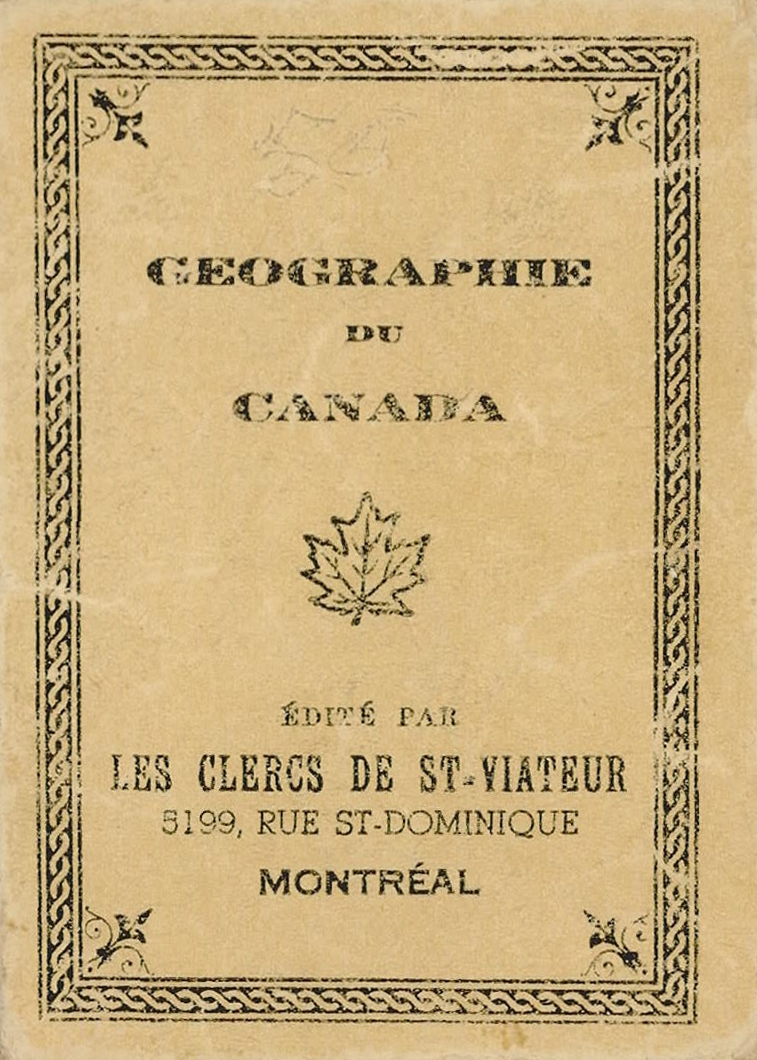 GEOGRAPHIE
DU
CANADA
ÉDITÉ PAR
LES CLERCS DE ST-VIATEUR
5199, RUE ST-DOMINIQUE
MONTRÉAL